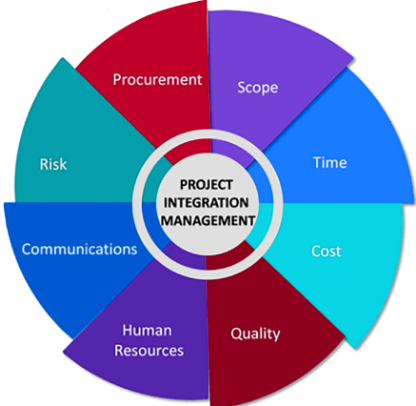 Procurement
Scope
Risk
Time
PROJECT
INTEGRATION
MANAGEMENT
Communications
Cost
Human
Resources
Quality